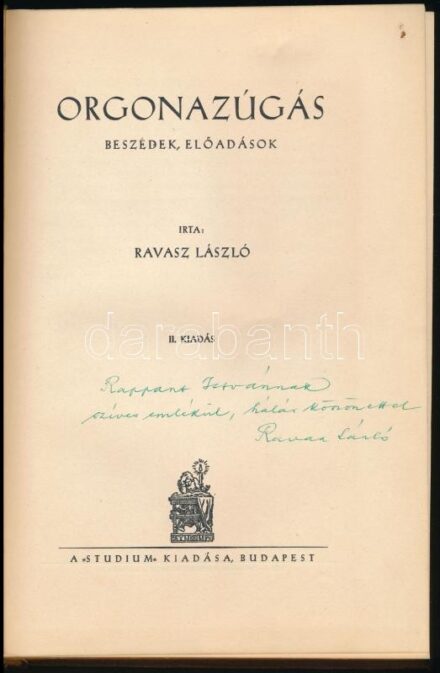 ORGONAZÚGÁS
BESZÉDEK, ELŐADÁSOK
IRTA:
RAVASZ LÁSZLÓ
II. KIADÁS
darabanth
Istvánnak
szíves emlékül, hálás köszönettel
Ravasz László
A »STUDIUM« KIADÁSA, BUDAPEST